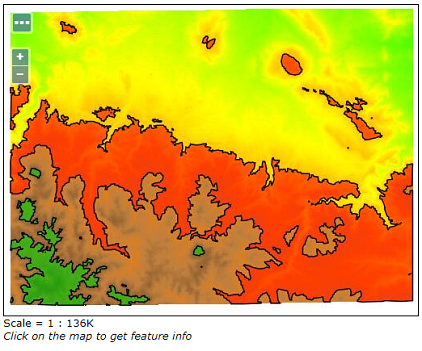 +
−
Scale = 1 : 136K
Click on the map to get feature info